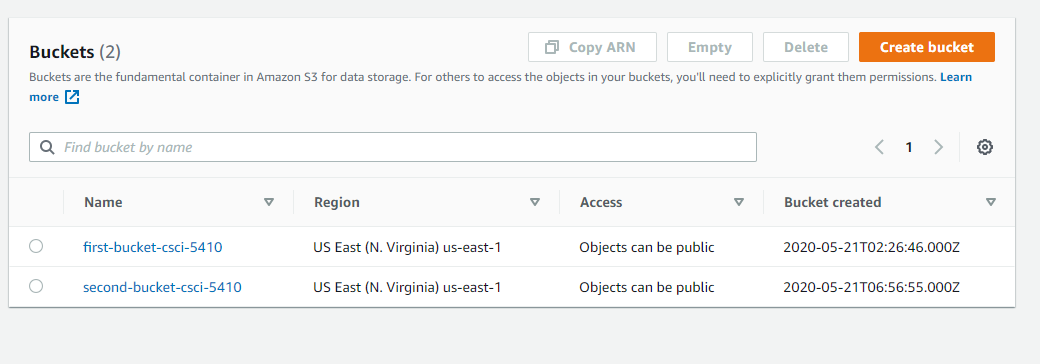 Buckets (2)
Copy ARN
Empty
Delete
Create bucket
Buckets are the fundamental container in Amazon S3 for data storage. For others to access the objects in your buckets, you'll need to explicitly grant them permissions. Learn
more
Find bucket by name
1
Name Region Access Bucket created
first-bucket-csci-5410 US East (N. Virginia) us-east-1 Objects can be public 2020-05-21T02:26:46.000Z
second-bucket-csci-5410 US East (N. Virginia) us-east-1 Objects can be public 2020-05-21T06:56:55.000Z